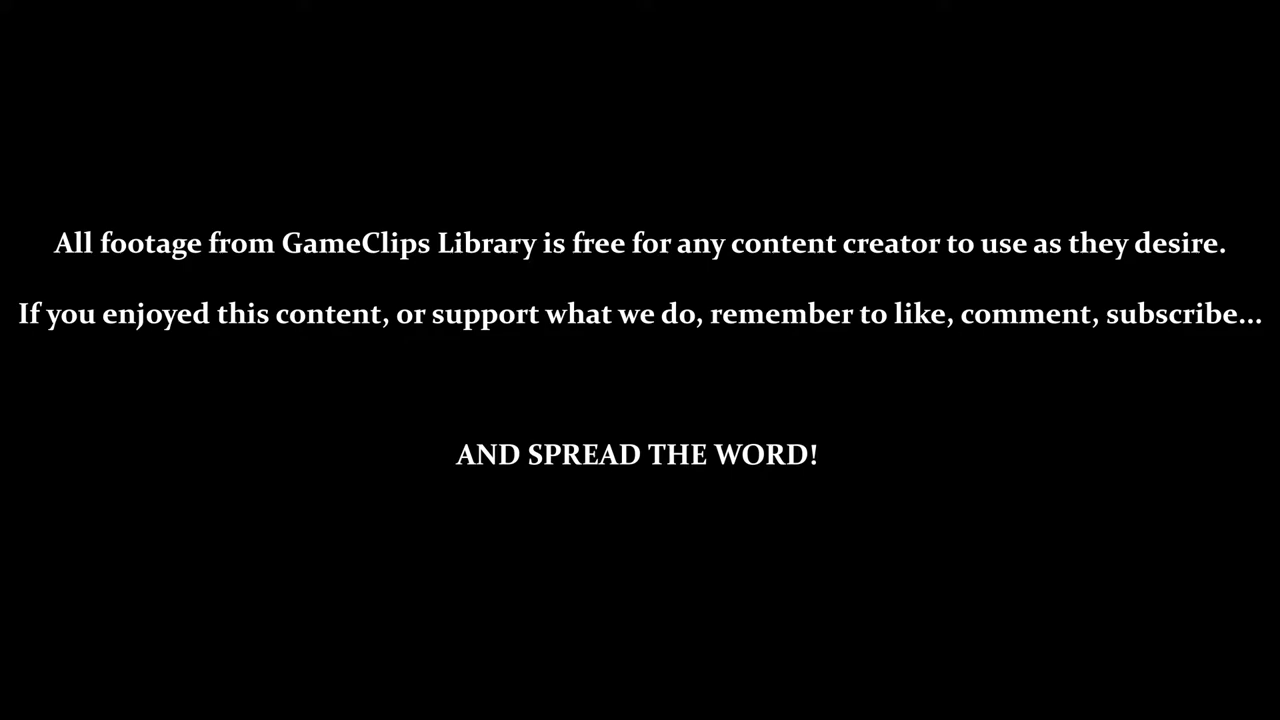 All footage from GameClips Library is free for any content creator to use as they desire.
If you enjoyed this content, or support what we do, remember to like, comment, subscribe...
AND SPREAD THE WORD!